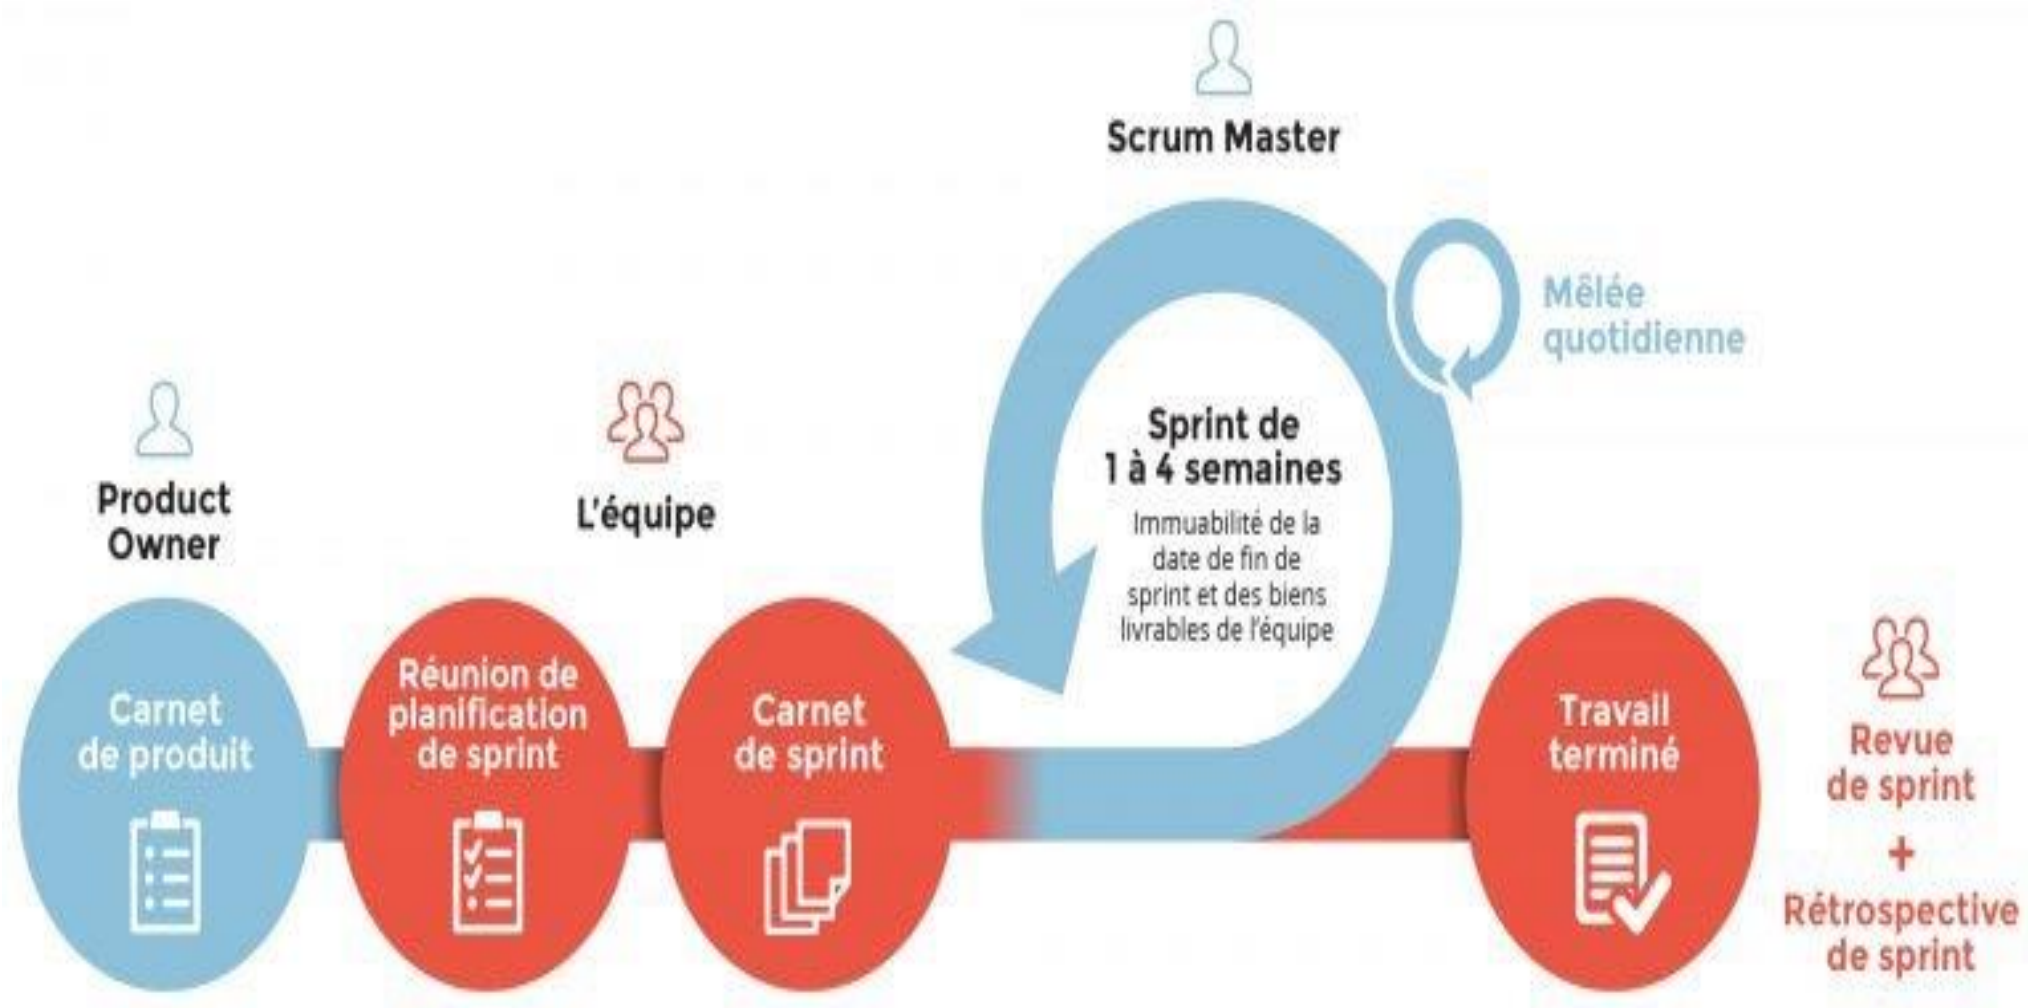 Scrum Master
Mêlée
quotidienne
Product
Owner
L'équipe
Sprint de
1 à 4 semaines
Immuabilité de la
date de fin de
sprint et des biens
livrables de l'équipe
Carnet
de produit
Réunion de
planification
de sprint
Carnet
de sprint
Travail
terminé
Revue
de sprint
+
Rétrospective
de sprint